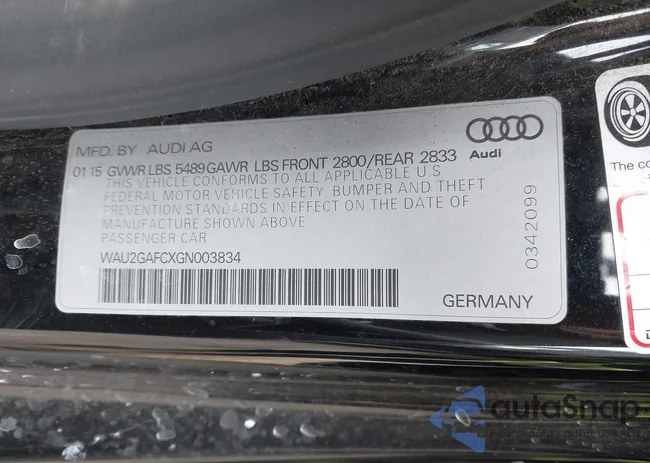 MFD. BY AUDI AG
Audi
01 15 GVWR LBS 5489 GAWR LBS FRONT 2800/REAR 2833
THIS VEHICLE CONFORMS TO ALL APPLICABLE U.S
FEDERAL MOTOR VEHICLE SAFETY, BUMPER AND THEFT
PREVENTION STANDARDS IN EFFECT ON THE DATE OF
MANUFACTURE SHOWN ABOVE
PASSENGER CAR
WAU2GAFCXGN003834
GERMANY
0342099
The co
autoSnap